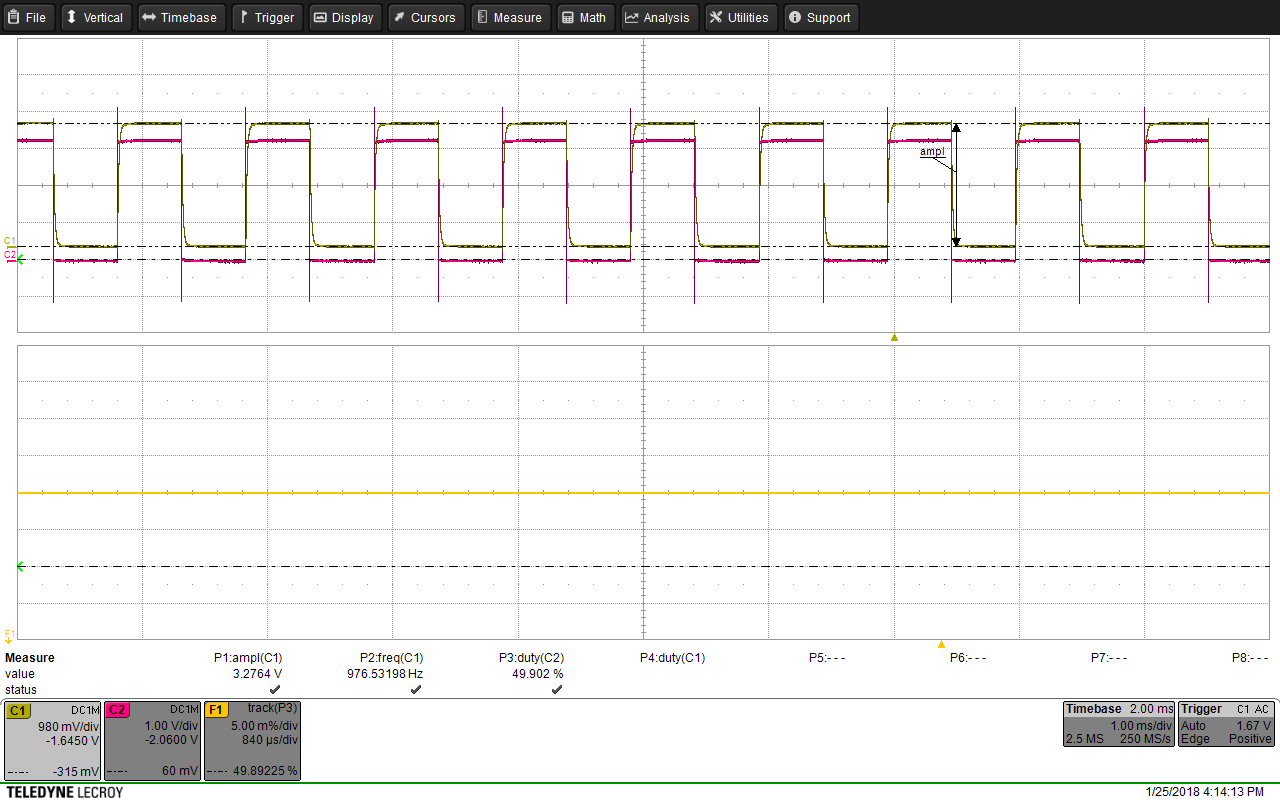 File Vertical Timebase Trigger Display Cursors Measure Math Analysis Utilities Support
ampl
C1
C2
F1
Measure P1:ampl(C1) P2:freq(C1) P3:duty(C2) P4:duty(C1) P5:- - - P6:- - - P7:- - - P8:- - -
value 3.2764 V 976.53198 Hz 49.902 %
status
C1 DC1M
980 mV/div
-1.6450 V
-315 mV
C2 DC1M
1.00 V/div
-2.0600 V
60 mV
F1 track(P3)
5.00 m%/div
840 µs/div
49.89225 %
Timebase 2.00 ms
1.00 ms/div
2.5 MS 250 MS/s
Trigger C1 AC
Auto 1.67 V
Edge Positive
TELEDYNE LECROY
1/25/2018 4:14:13 PM